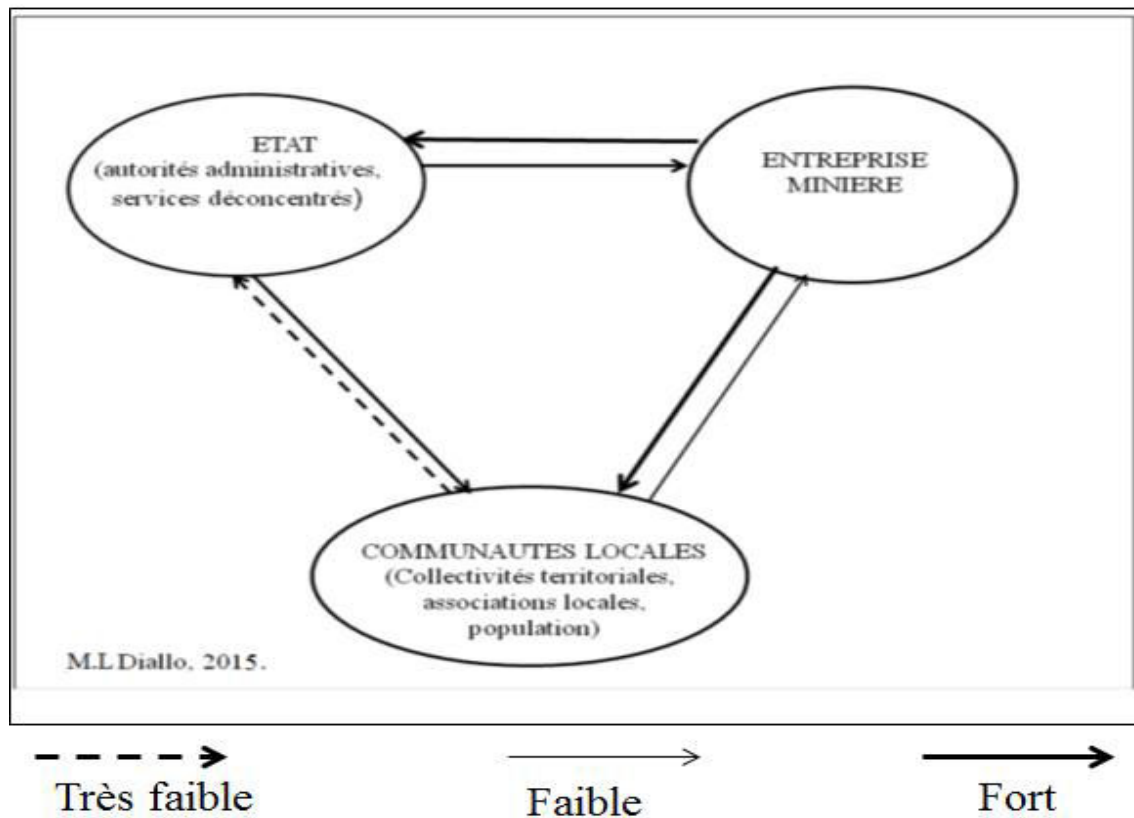 ETAT
(autorités administratives,
services déconcentrés)
ENTREPRISE
MINIERE
COMMUNAUTES LOCALES
(Collectivités territoriales,
associations locales,
population)
M.L Diallo, 2015.
Très faible
Faible
Fort